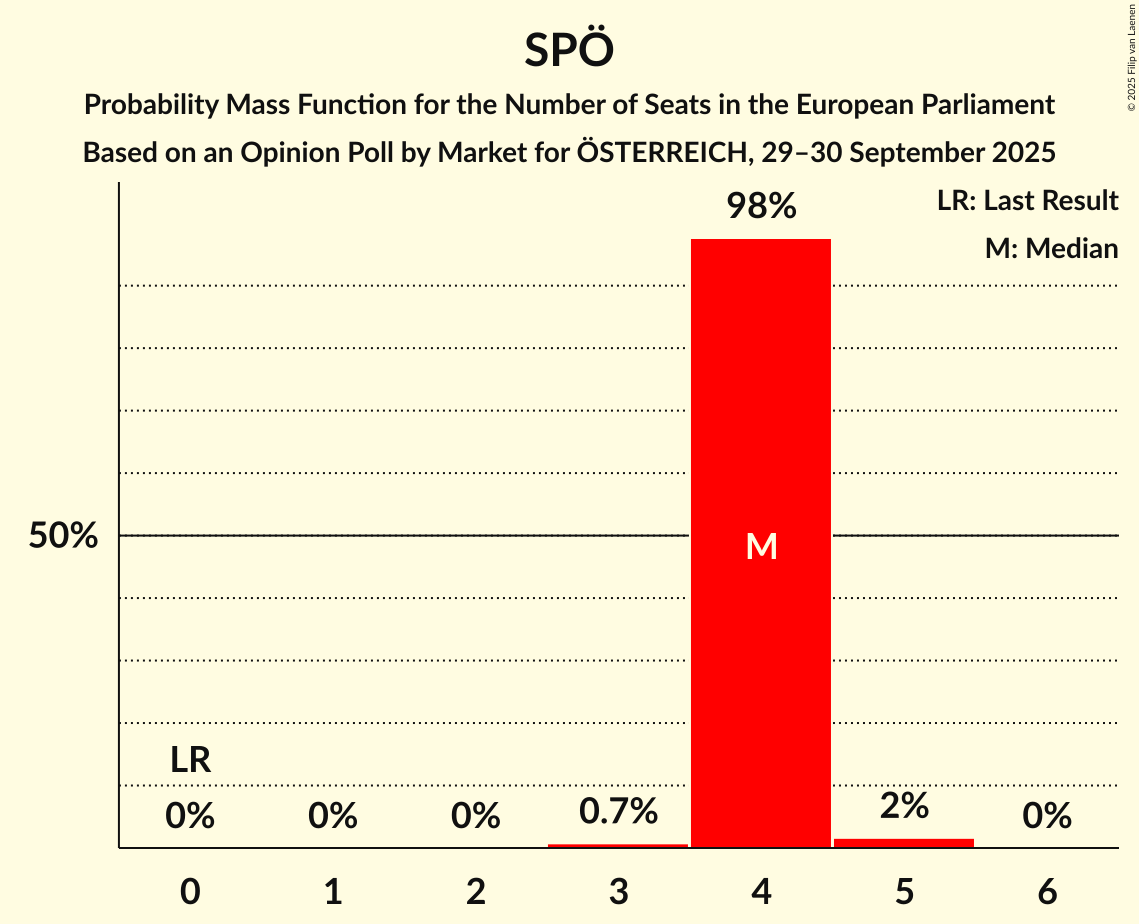 SPÖ
Probability Mass Function for the Number of Seats in the European Parliament
Based on an Opinion Poll by Market for ÖSTERREICH, 29–30 September 2025
© 2025 Filip van Laenen
LR: Last Result
M: Median
98%
50%
M
LR
0%
0%
0%
0.7%
2%
0%
0
1
2
3
4
5
6